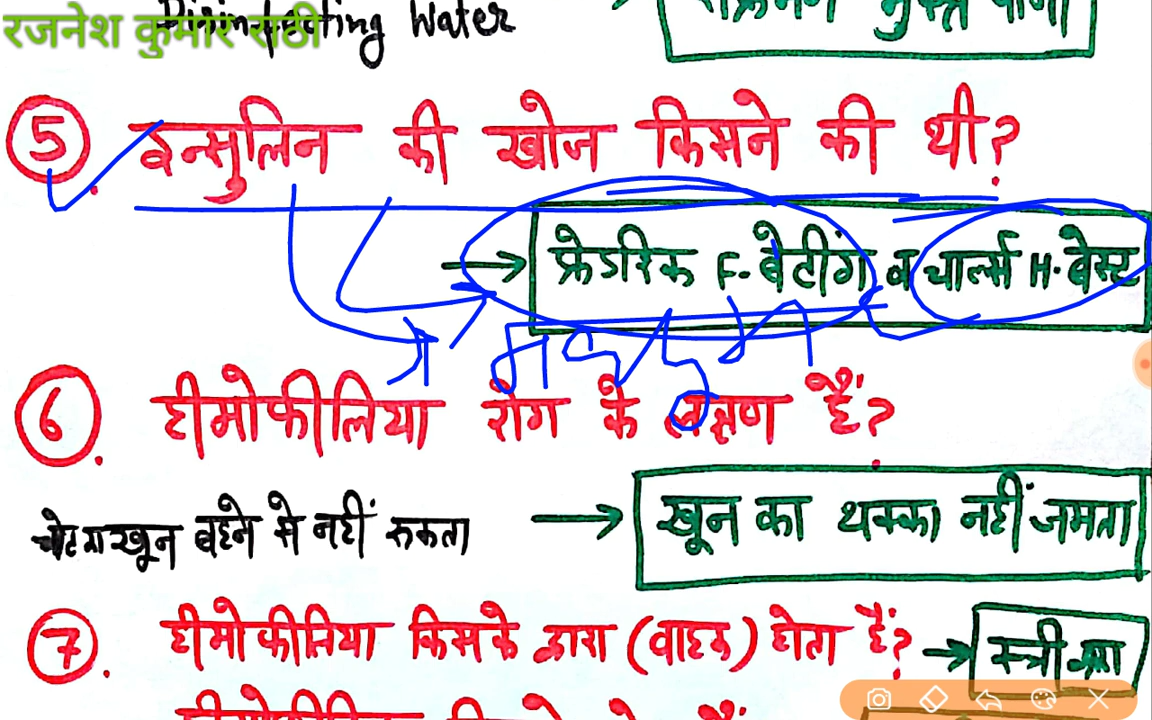 रजनेश कुमार राठी
Disinfecting Water
मुक्त पानी
5. इन्सुलिन की खोज किसने की थी?
→ फ्रेडरिक F. बेटींग व चार्ल्स H. बेस्ट
6. हीमोफीलिया रोग के लक्षण हैं?
खून बहने से नहीं रुकता → खून का थक्का नहीं जमता
7. हीमोफीलिया किसके द्वारा (वाहक) होता हैं? → स्त्री द्वारा